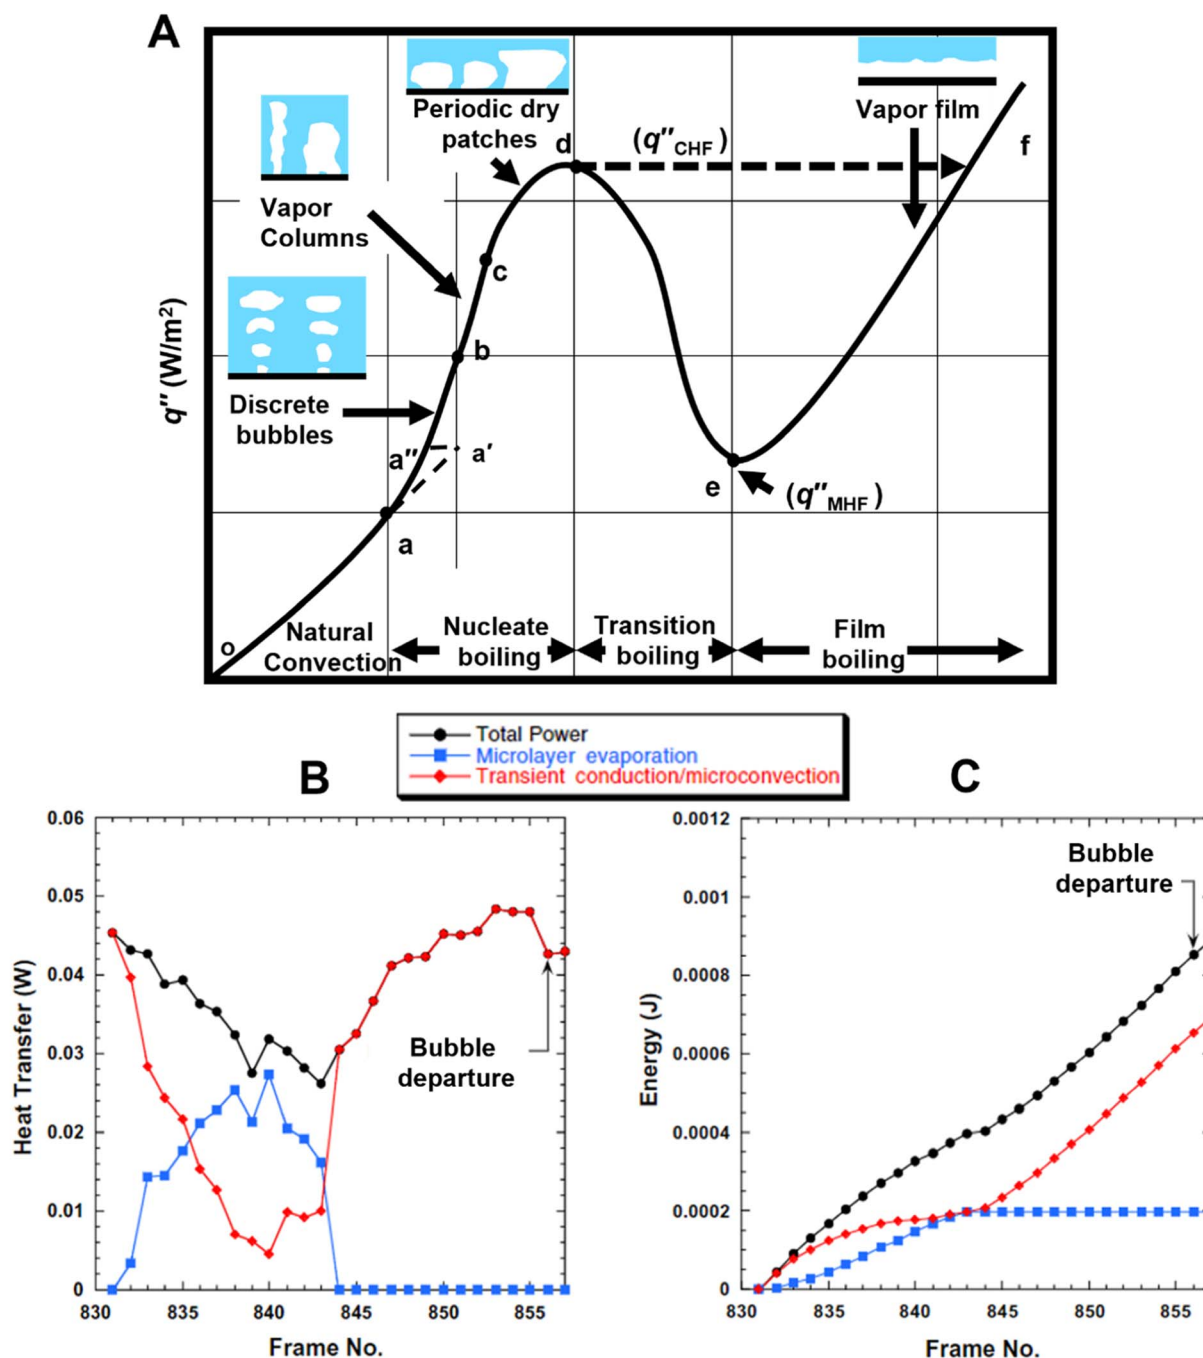 A
Periodic dry
patches
d
(q″CHF)
Vapor film
f
Vapor
Columns
c
b
q″ (W/m²)
Discrete
bubbles
a″
a′
e
(q″MHF)
a
o
Natural
Convection
Nucleate
boiling
Transition
boiling
Film
boiling
Total Power
Microlayer evaporation
Transient conduction/microconvection
B
0.06
0.05
0.04
0.03
0.02
0.01
0
Heat Transfer (W)
Bubble
departure
830
835
840
845
850
855
Frame No.
C
0.0012
0.001
0.0008
0.0006
0.0004
0.0002
0
Energy (J)
Bubble
departure
830
835
840
845
850
855
Frame No.